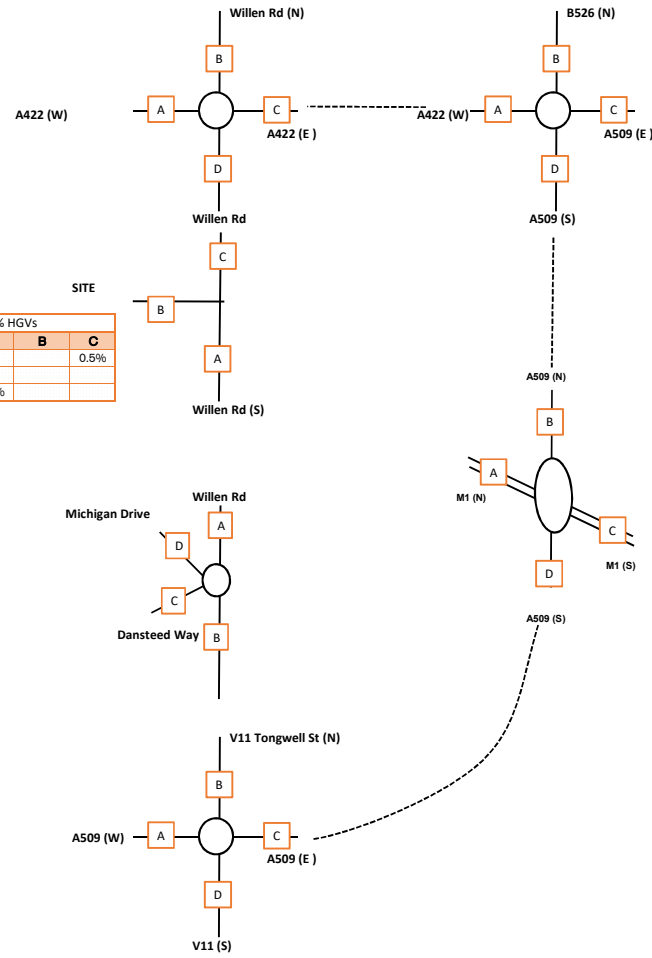 Willen Rd (N)
B526 (N)
B
B
A422 (W)
A
C
A422 (W)
A
C
A422 (E )
A509 (E )
D
D
Willen Rd
A509 (S)
C
SITE
B
% HGVs
B C
0.5%
%
A
Willen Rd (S)
A509 (N)
B
Willen Rd
A
M1 (N)
Michigan Drive
A
D
C
M1 (S)
C
D
Dansteed Way
B
A509 (S)
V11 Tongwell St (N)
B
A509 (W)
A
C
A509 (E )
D
V11 (S)